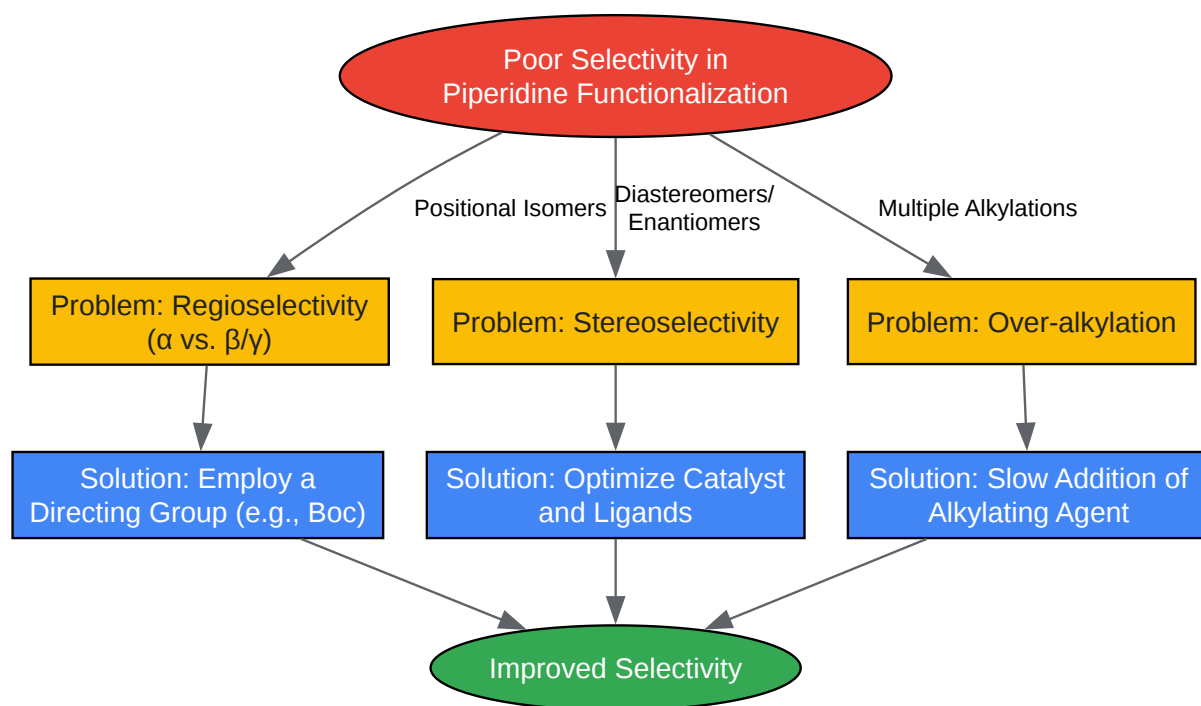 Poor Selectivity in
Piperidine Functionalization
Positional Isomers
Diastereomers/
Enantiomers
Multiple Alkylations
Problem: Regioselectivity
(α vs. β/γ)
Problem: Stereoselectivity
Problem: Over-alkylation
Solution: Employ a
Directing Group (e.g., Boc)
Solution: Optimize Catalyst
and Ligands
Solution: Slow Addition of
Alkylating Agent
Improved Selectivity